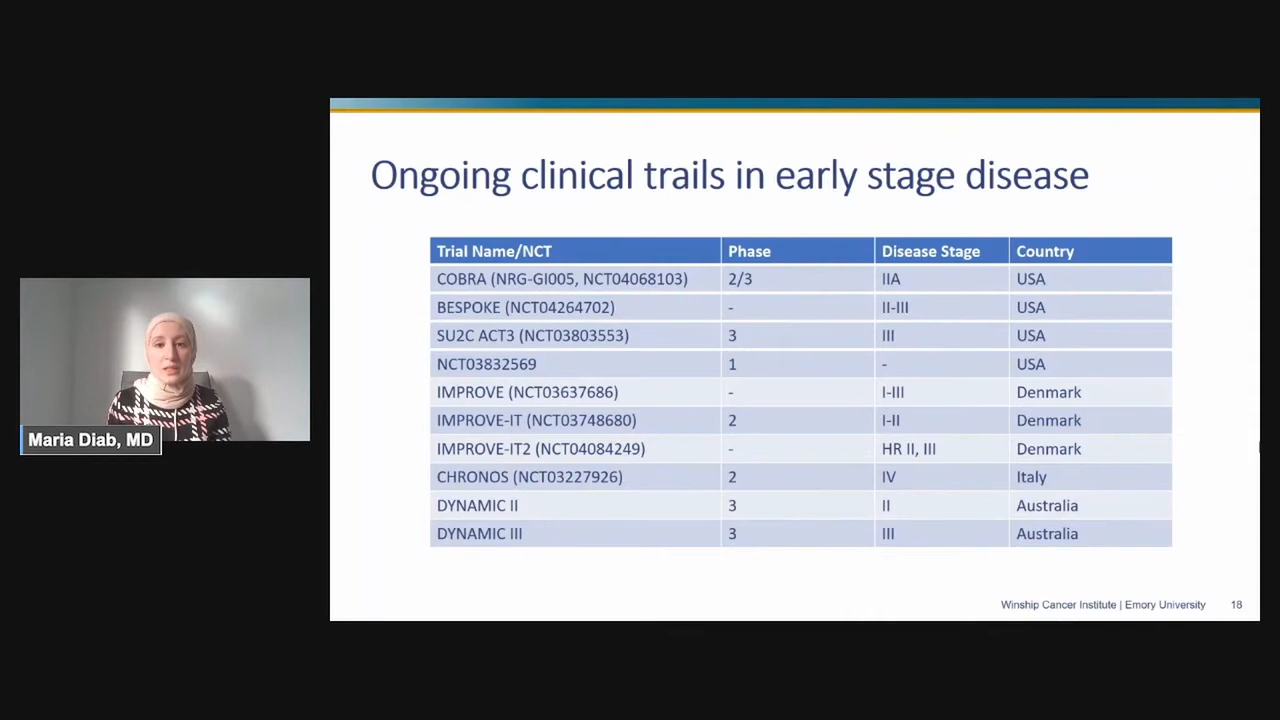 Ongoing clinical trails in early stage disease
Trial Name/NCT Phase Disease Stage Country
COBRA (NRG-GI005, NCT04068103) 2/3 IIA USA
BESPOKE (NCT04264702) - II-III USA
SU2C ACT3 (NCT03803553) 3 III USA
NCT03832569 1 - USA
IMPROVE (NCT03637686) - I-III Denmark
IMPROVE-IT (NCT03748680) 2 I-II Denmark
IMPROVE-IT2 (NCT04084249) - HR II, III Denmark
CHRONOS (NCT03227926) 2 IV Italy
DYNAMIC II 3 II Australia
DYNAMIC III 3 III Australia
Maria Diab, MD
Winship Cancer Institute | Emory University 18